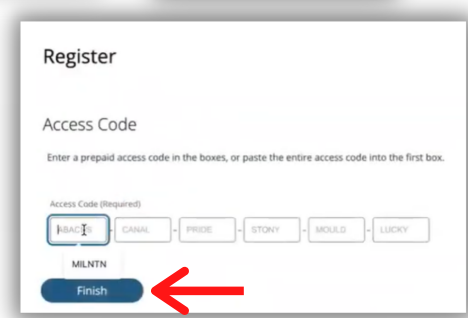 Register
Access Code
Enter a prepaid access code in the boxes, or paste the entire access code into the first box.
Access Code (Required)
ABACUS - CANAL - PRIDE - STONY - MOULD - LUCKY
MILNTN
Finish